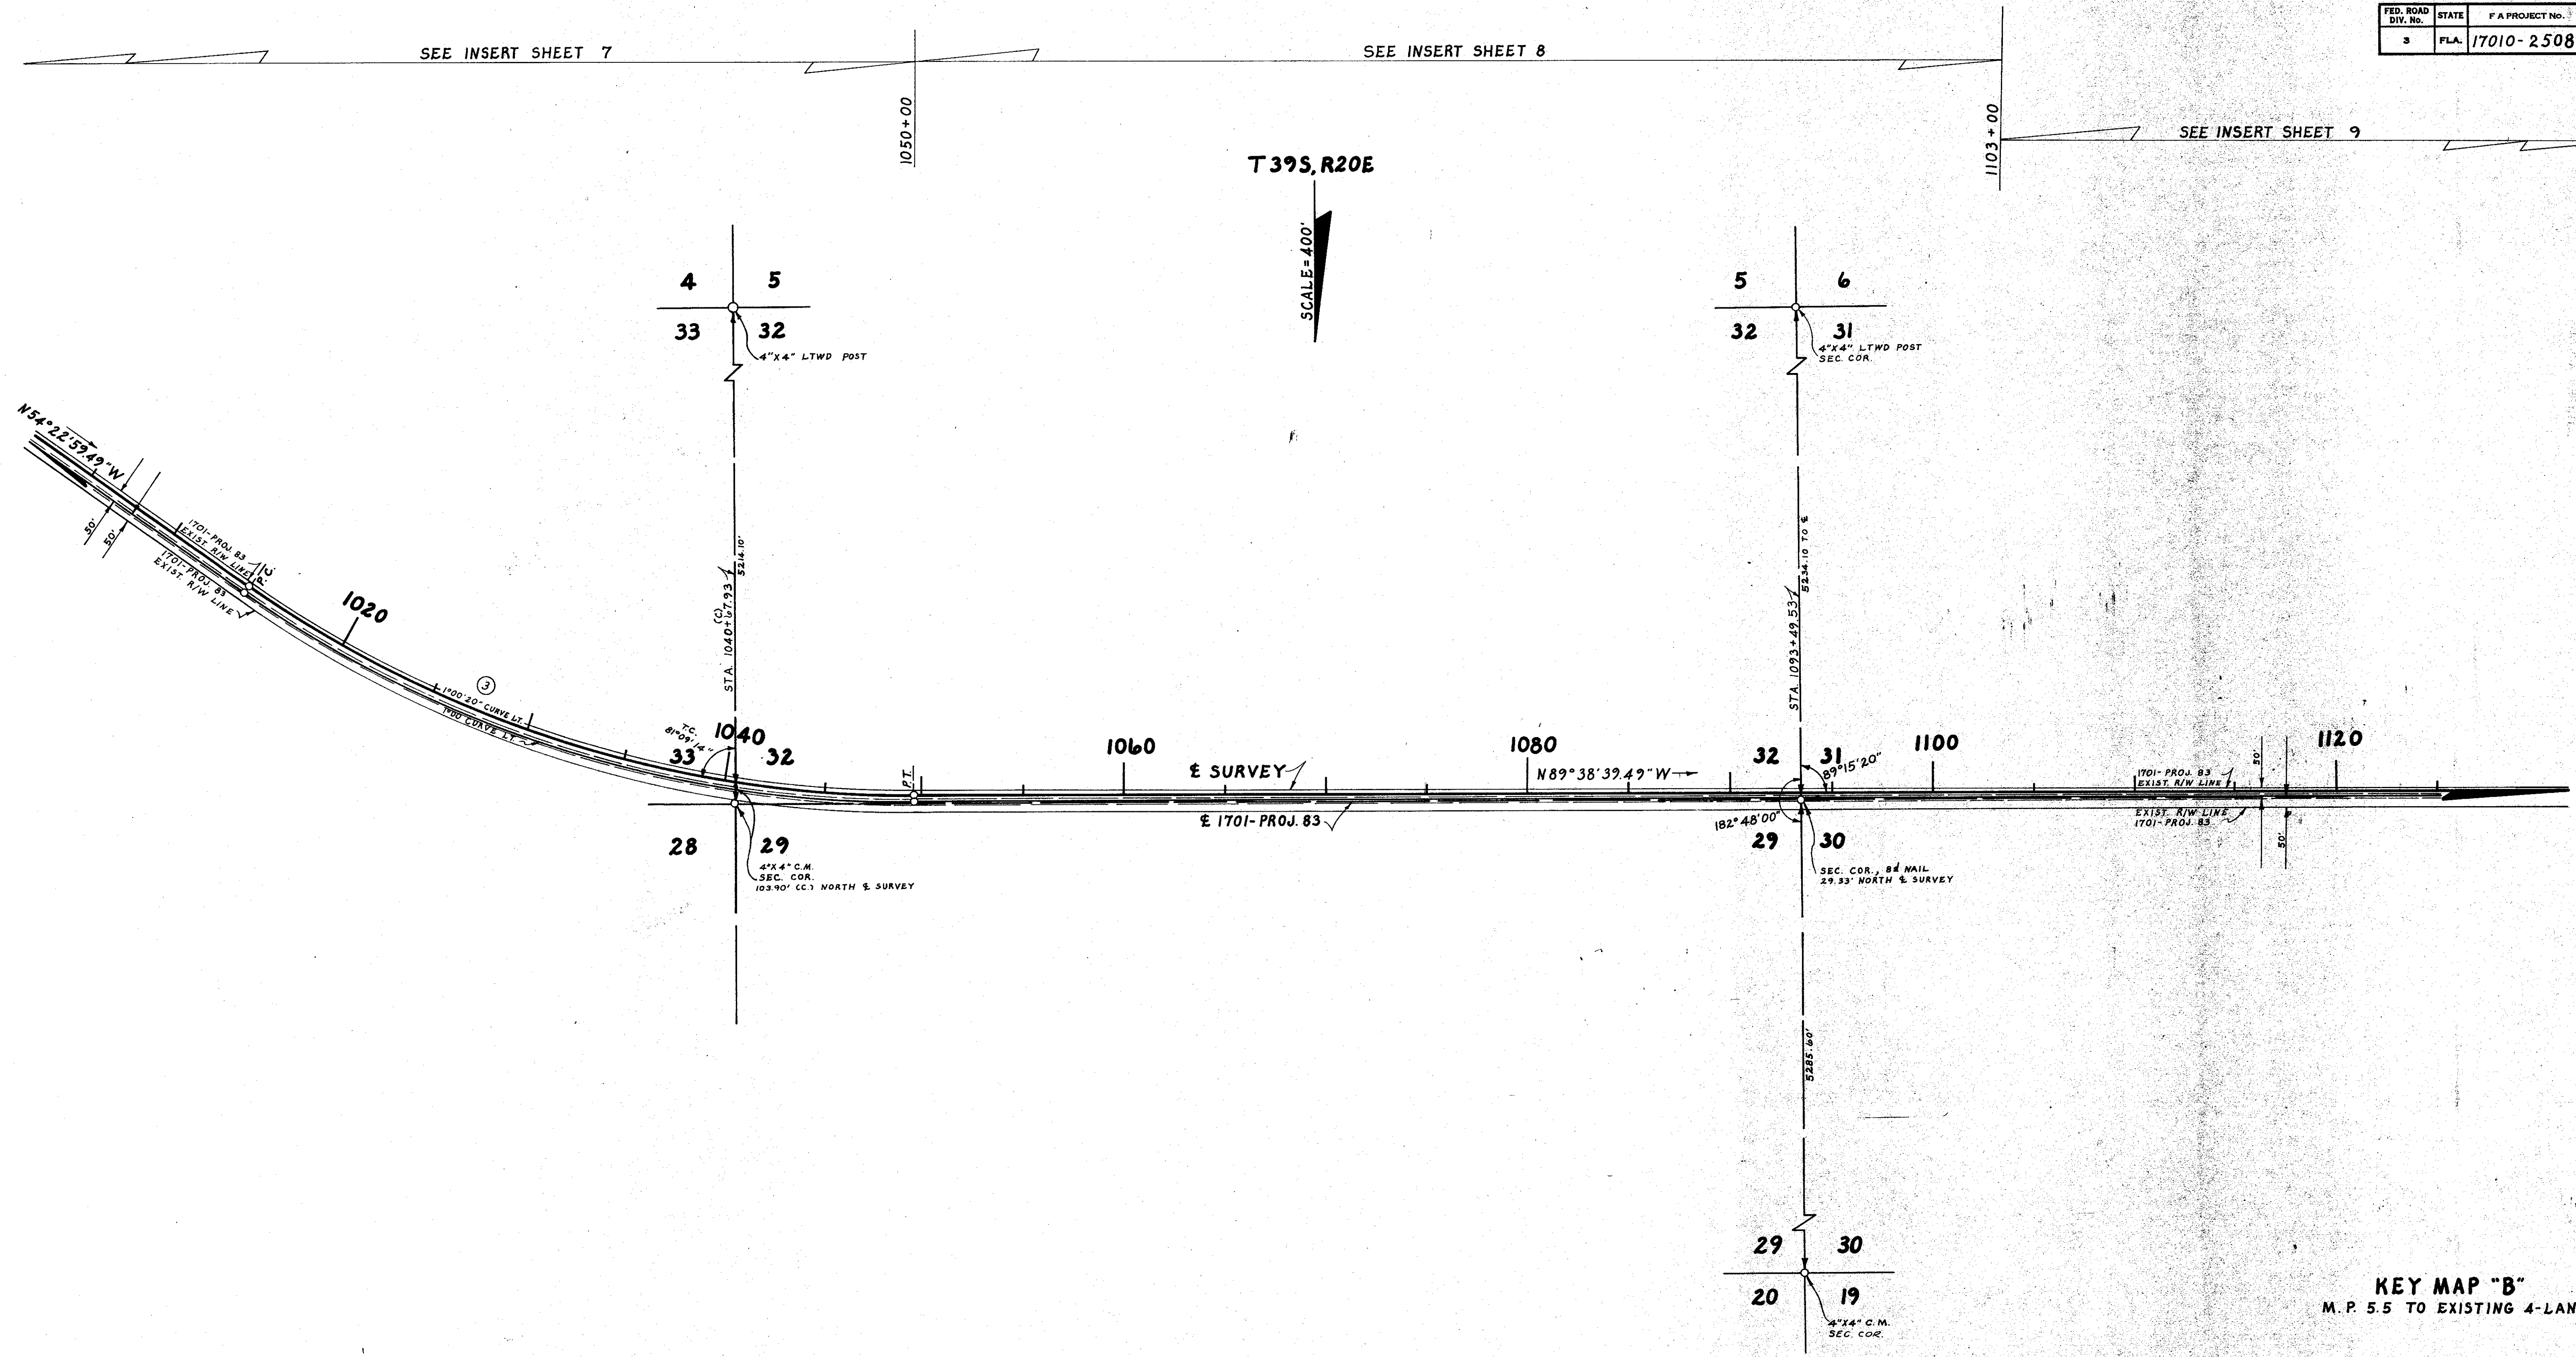 FED. ROAD DIV. No.
STATE
F A PROJECT No.
3
FLA.
17010-2508
SEE INSERT SHEET 7
SEE INSERT SHEET 8
SEE INSERT SHEET 9
1050+00
1103+00
T 39S, R20E
SCALE=400'
4
5
33
32
4"X4" LTWD POST
5
6
32
31
4"X4" LTWD POST
SEC. COR.
N54°22'59.49"W
50'
50'
1701-PROJ. 83
EXIST. R/W LINE
1701-PROJ. 83
EXIST. R/W LINE
P.C.
1020
3
1°00'20" CURVE LT.
1°00' CURVE LT.
STA. 1040+67.93
(C)
5214.10'
T.C.
81°09'14"
1040
33
32
P.T.
28
29
4"X4" C.M.
SEC. COR.
103.90' (C.) NORTH ℄ SURVEY
1060
℄ SURVEY
℄ 1701-PROJ. 83
1080
N89°38'39.49"W
STA. 1093+49.53
5234.10 TO ℄
32
31
89°15'20"
182°48'00"
29
30
SEC. COR., 8d NAIL
29.33' NORTH ℄ SURVEY
1100
1701-PROJ. 83
EXIST. R/W LINE
EXIST. R/W LINE
1701-PROJ. 83
50'
50'
1120
5285.60'
29
30
20
19
4"X4" C.M.
SEC. COR.
KEY MAP "B"
M.P. 5.5 TO EXISTING 4-LAN